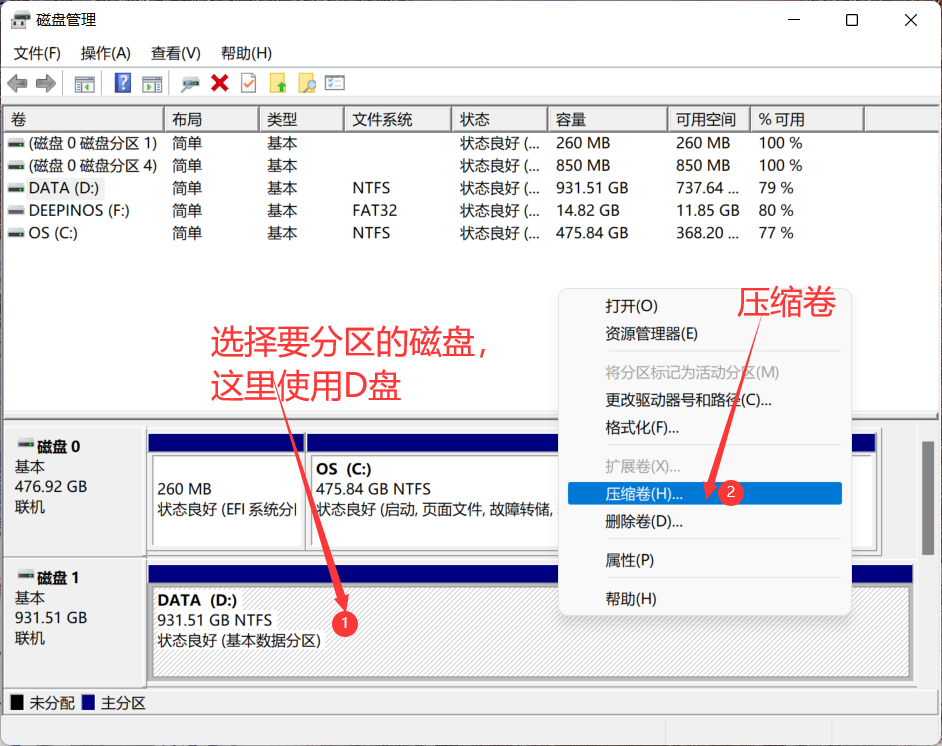 磁盘管理
文件(F) 操作(A) 查看(V) 帮助(H)
卷 布局 类型 文件系统 状态 容量 可用空间 % 可用
(磁盘 0 磁盘分区 1) 简单 基本 状态良好 (... 260 MB 260 MB 100 %
(磁盘 0 磁盘分区 4) 简单 基本 状态良好 (... 850 MB 850 MB 100 %
DATA (D:) 简单 基本 NTFS 状态良好 (... 931.51 GB 737.64 ... 79 %
DEEPINOS (F:) 简单 基本 FAT32 状态良好 (... 14.82 GB 11.85 GB 80 %
OS (C:) 简单 基本 NTFS 状态良好 (... 475.84 GB 368.20 ... 77 %
选择要分区的磁盘，
这里使用D盘
压缩卷
打开(O)
资源管理器(E)
将分区标记为活动分区(M)
更改驱动器号和路径(C)...
格式化(F)...
扩展卷(X)...
压缩卷(H)...
2
删除卷(D)...
属性(P)
帮助(H)
磁盘 0
基本
476.92 GB
联机
260 MB
状态良好 (EFI 系统分
OS (C:)
475.84 GB NTFS
状态良好 (启动, 页面文件, 故障转储,
磁盘 1
基本
931.51 GB
联机
DATA (D:)
931.51 GB NTFS
状态良好 (基本数据分区)
1
未分配 主分区